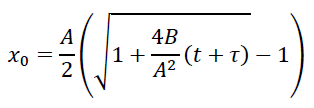 x₀ = A/2 (√(1 + 4B/A² (t + τ)) − 1)